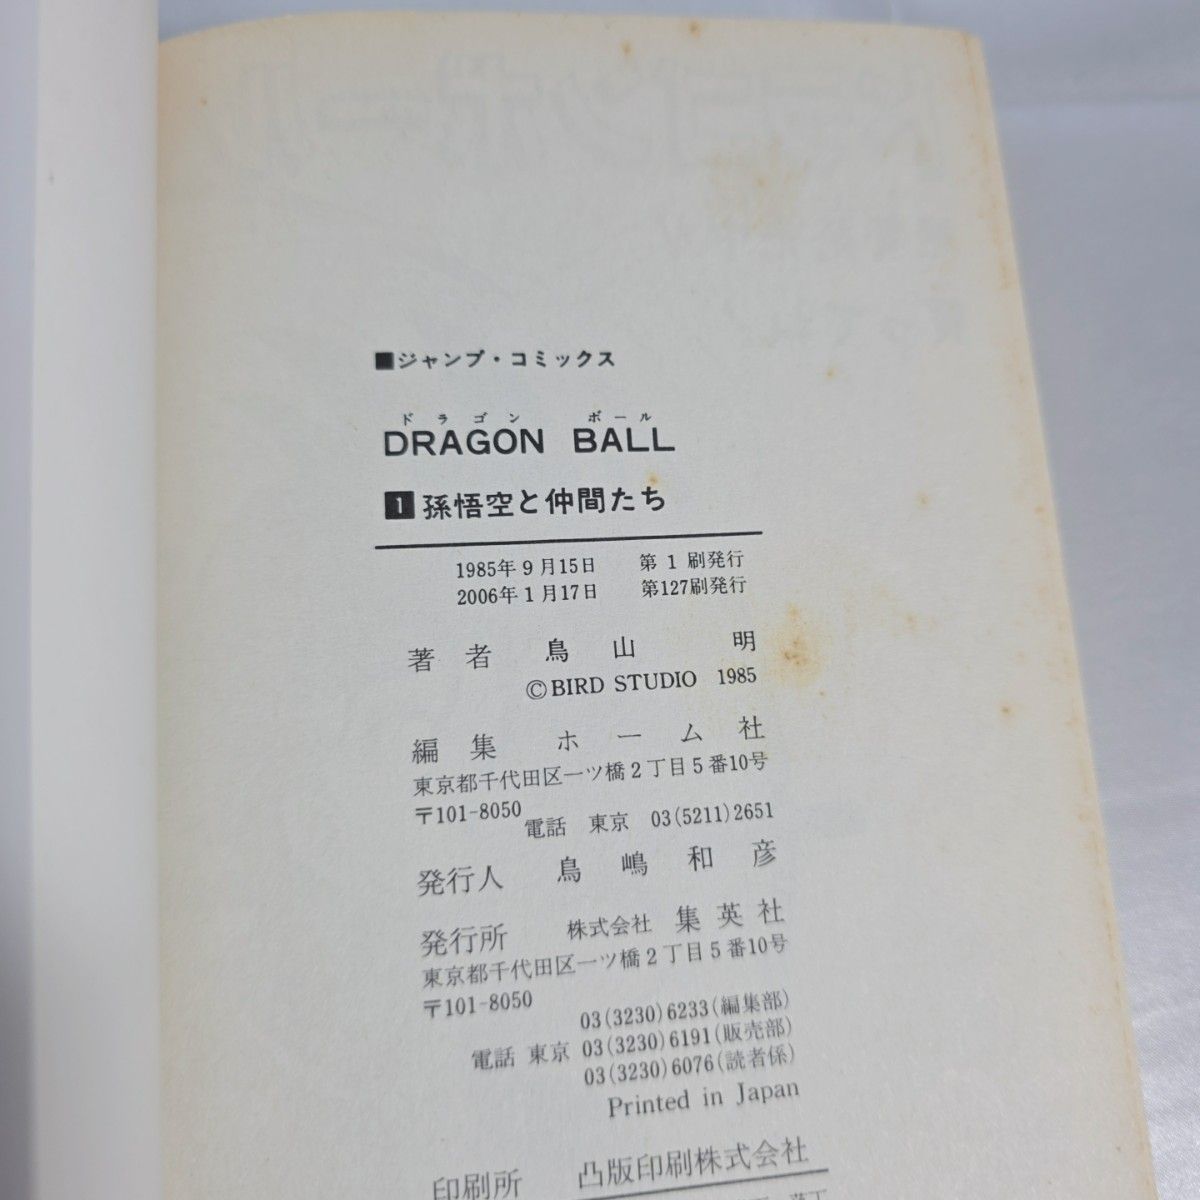 ■ジャンプ・コミックス
ドラゴン ボール
DRAGON BALL
1 孫悟空と仲間たち
1985年9月15日 第1刷発行
2006年1月17日 第127刷発行
著者 鳥山 明
©BIRD STUDIO 1985
編集 ホーム社
東京都千代田区一ツ橋2丁目5番10号
〒101-8050
電話 東京 03(5211)2651
発行人 鳥嶋和彦
発行所 株式会社 集英社
東京都千代田区一ツ橋2丁目5番10号
〒101-8050
03(3230)6233(編集部)
電話 東京 03(3230)6191(販売部)
03(3230)6076(読者係)
Printed in Japan
印刷所 凸版印刷株式会社